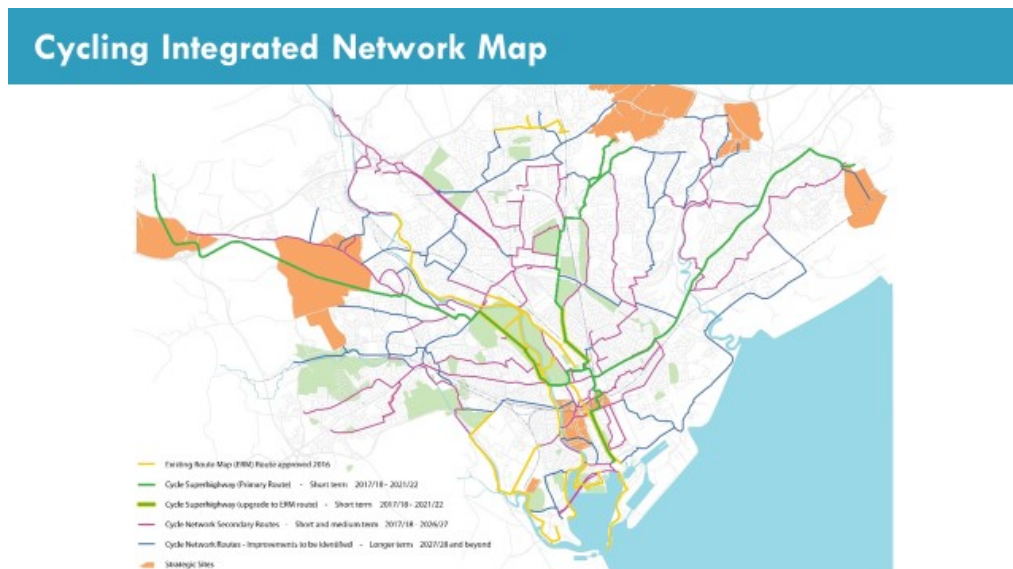 Cycling Integrated Network Map
Existing Route Map (ERM) Route approved 2016
Cycle Superhighway (Primary Route) - Short term 2017/18 - 2021/22
Cycle Superhighway (upgrade to ERM route) - Short term 2017/18 - 2021/22
Cycle Network Secondary Routes - Short and medium term 2017/18 - 2026/27
Cycle Network Routes - Improvements to be identified - Longer term 2027/28 and beyond
Strategic Sites